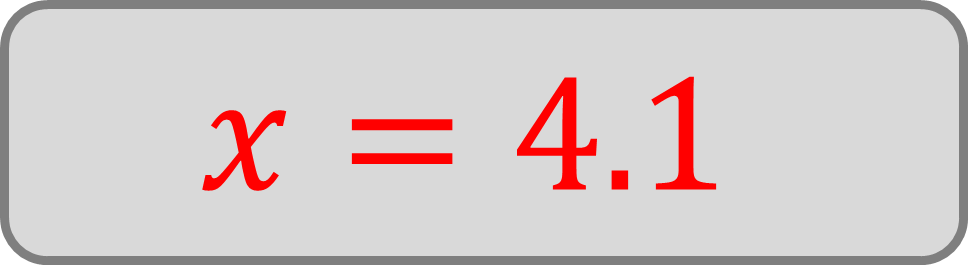 x = 4.1